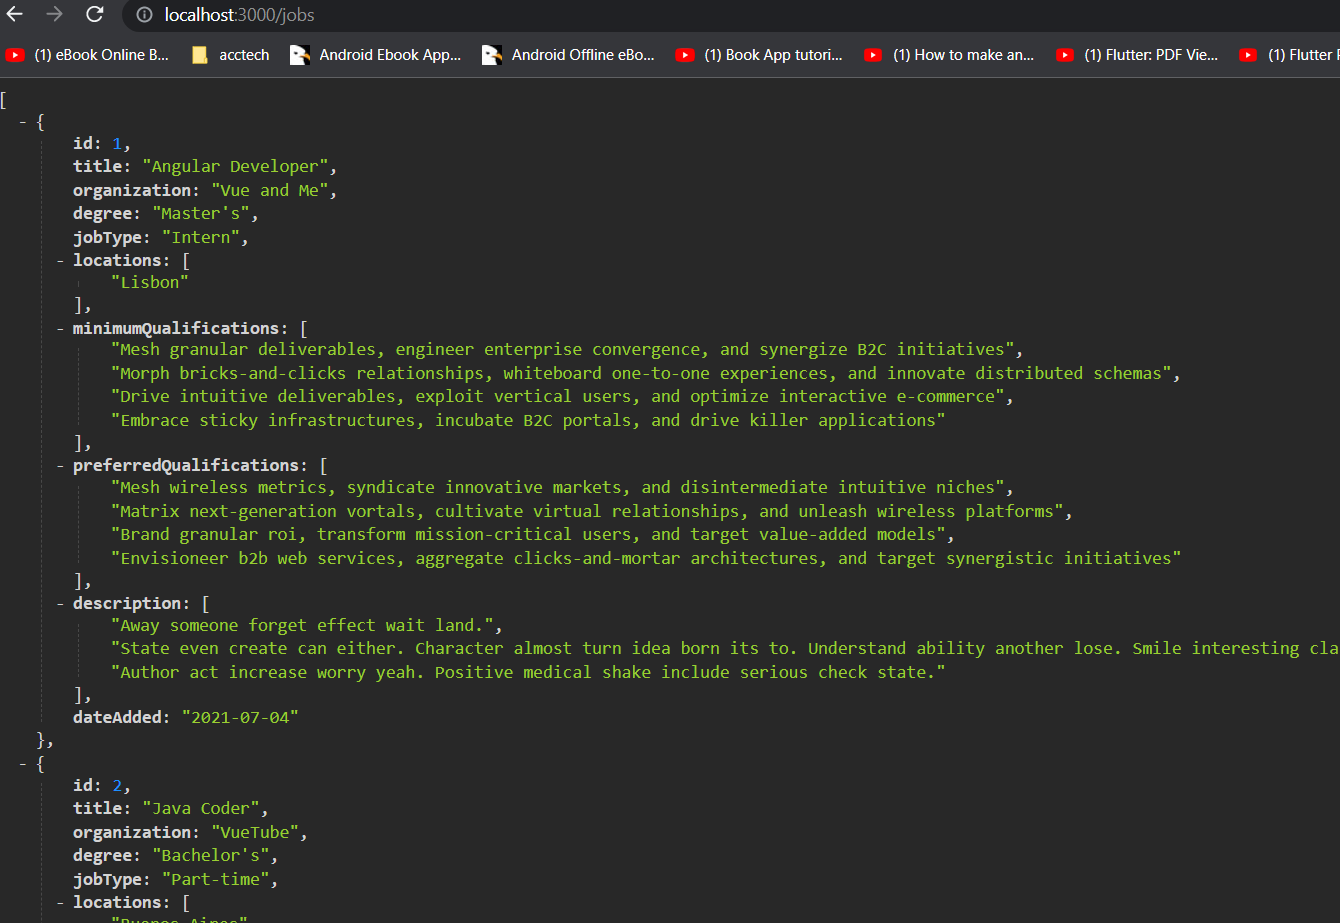 localhost:3000/jobs
(1) eBook Online B... acctech Android Ebook App... Android Offline eBo... (1) Book App tutori... (1) How to make an... (1) Flutter: PDF Vie... (1) Flutter
[
- {
id: 1,
title: "Angular Developer",
organization: "Vue and Me",
degree: "Master's",
jobType: "Intern",
- locations: [
"Lisbon"
],
- minimumQualifications: [
"Mesh granular deliverables, engineer enterprise convergence, and synergize B2C initiatives",
"Morph bricks-and-clicks relationships, whiteboard one-to-one experiences, and innovate distributed schemas",
"Drive intuitive deliverables, exploit vertical users, and optimize interactive e-commerce",
"Embrace sticky infrastructures, incubate B2C portals, and drive killer applications"
],
- preferredQualifications: [
"Mesh wireless metrics, syndicate innovative markets, and disintermediate intuitive niches",
"Matrix next-generation vortals, cultivate virtual relationships, and unleash wireless platforms",
"Brand granular roi, transform mission-critical users, and target value-added models",
"Envisioneer b2b web services, aggregate clicks-and-mortar architectures, and target synergistic initiatives"
],
- description: [
"Away someone forget effect wait land.",
"State even create can either. Character almost turn idea born its to. Understand ability another lose. Smile interesting cla
"Author act increase worry yeah. Positive medical shake include serious check state."
],
dateAdded: "2021-07-04"
},
- {
id: 2,
title: "Java Coder",
organization: "VueTube",
degree: "Bachelor's",
jobType: "Part-time",
- locations: [
"Buenos Aires"